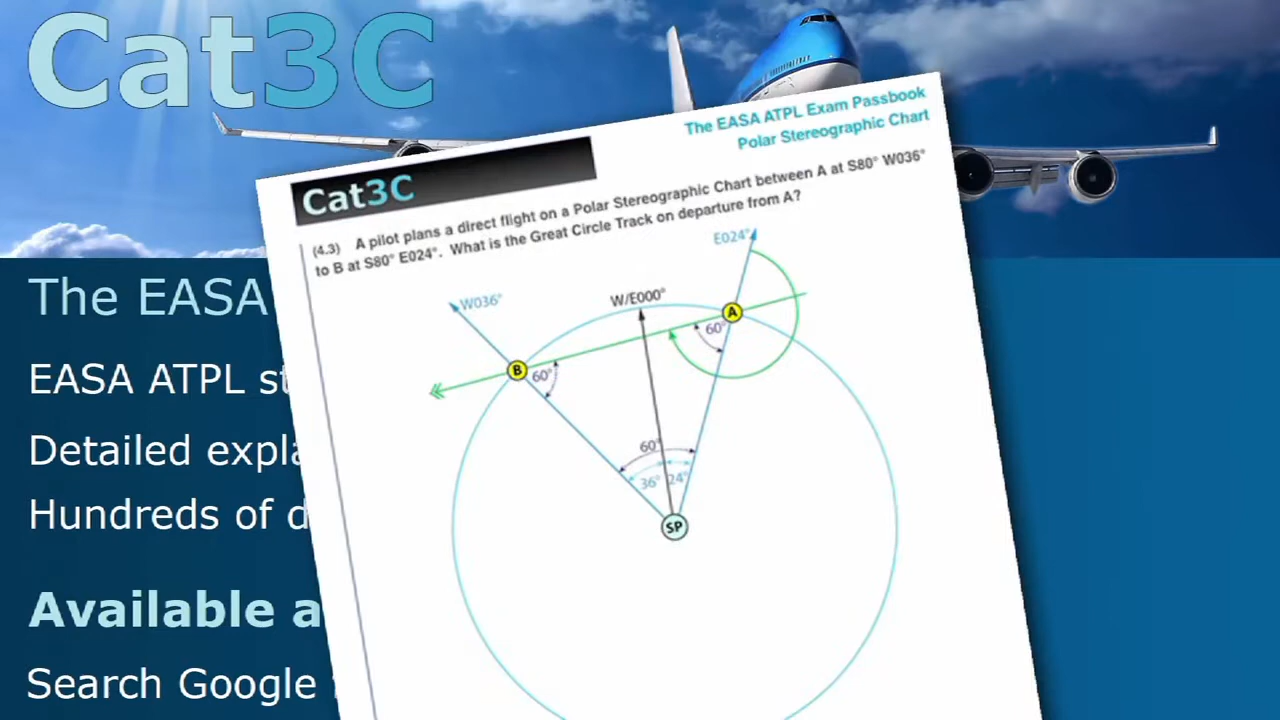 Cat3C
The EASA ATPL Exam Passbook
Polar Stereographic Chart
Cat3C
(4.3) A pilot plans a direct flight on a Polar Stereographic Chart between A at S80° W036°
to B at S80° E024°. What is the Great Circle Track on departure from A?
E024°
W036°
W/E000°
A
60°
B
60°
60°
36° 24°
SP
The EASA
EASA ATPL
Detailed
Hundreds of
Available
Search Google